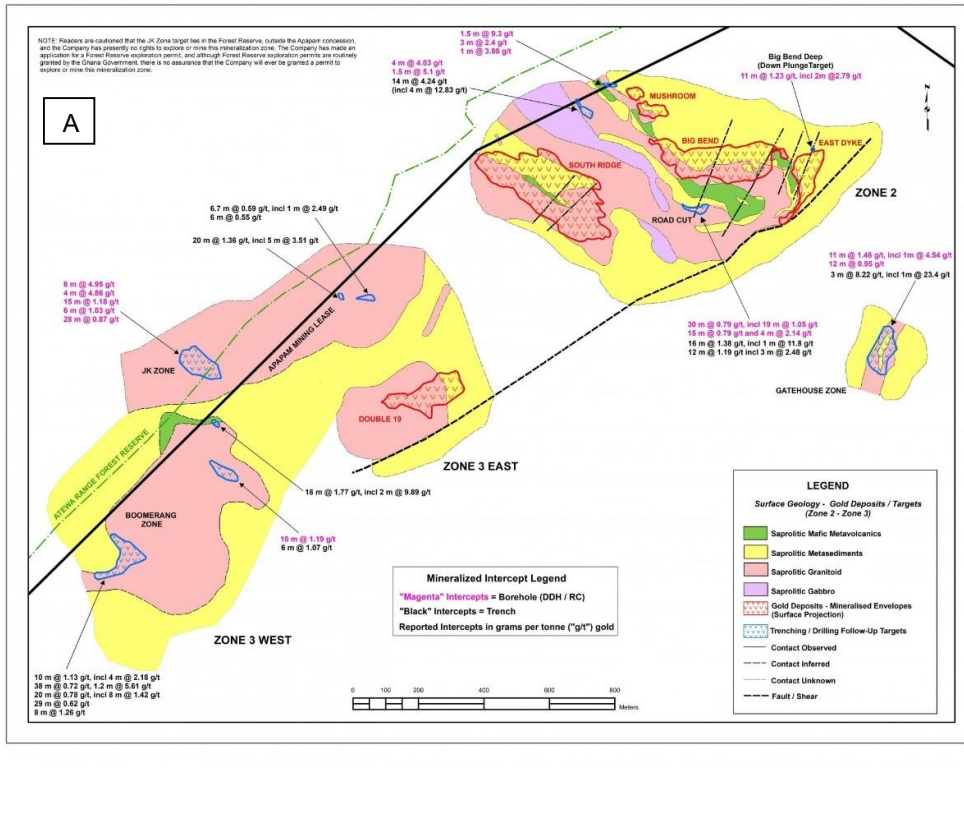 NOTE: Readers are cautioned that the JK Zone target lies in the Forest Reserve, outside the Apapam concession,
and the Company has presently no rights to explore or mine this mineralization zone. The Company has made an
application for a Forest Reserve exploration permit, and although Forest Reserve exploration permits are routinely
granted by the Ghana Government, there is no assurance that the Company will ever be granted a permit to
explore or mine this mineralization zone.
A
1.5 m @ 9.3 g/t
3 m @ 2.4 g/t
1 m @ 3.98 g/t
4 m @ 4.03 g/t
1.5 m @ 5.1 g/t
14 m @ 4.24 g/t
(incl 4 m @ 12.83 g/t)
Big Bend Deep
(Down PlungeTarget)
11 m @ 1.23 g/t, incl 2m @2.79 g/t
N
MUSHROOM
BIG BEND
EAST DYKE
SOUTH RIDGE
ZONE 2
ROAD CUT
6.7 m @ 0.59 g/t, incl 1 m @ 2.49 g/t
6 m @ 0.55 g/t
20 m @ 1.36 g/t, incl 5 m @ 3.51 g/t
11 m @ 1.46 g/t, incl 1m @ 4.54 g/t
12 m @ 0.95 g/t
3 m @ 8.22 g/t, incl 1m @ 23.4 g/t
8 m @ 4.95 g/t
4 m @ 4.86 g/t
15 m @ 1.18 g/t
6 m @ 1.03 g/t
28 m @ 0.87 g/t
30 m @ 0.79 g/t, incl 19 m @ 1.05 g/t
15 m @ 0.79 g/t and 4 m @ 2.14 g/t
16 m @ 1.38 g/t, incl 1 m @ 11.8 g/t
12 m @ 1.19 g/t incl 3 m @ 2.48 g/t
APAPAM MINING LEASE
JK ZONE
GATEHOUSE ZONE
DOUBLE 19
ATEWA RANGE FOREST RESERVE
ZONE 3 EAST
18 m @ 1.77 g/t, incl 2 m @ 9.89 g/t
BOOMERANG
ZONE
10 m @ 1.19 g/t
6 m @ 1.07 g/t
ZONE 3 WEST
10 m @ 1.13 g/t, incl 4 m @ 2.18 g/t
38 m @ 0.72 g/t, 1.2 m @ 5.61 g/t
20 m @ 0.78 g/t, incl 8 m @ 1.42 g/t
29 m @ 0.62 g/t
8 m @ 1.26 g/t
Mineralized Intercept Legend
"Magenta" Intercepts = Borehole (DDH / RC)
"Black" Intercepts = Trench
Reported Intercepts in grams per tonne ("g/t") gold
0 100 200 400 600 800
Meters
LEGEND
Surface Geology - Gold Deposits / Targets
(Zone 2 - Zone 3)
Saprolitic Mafic Metavolcanics
Saprolitic Metasediments
Saprolitic Granitoid
Saprolitic Gabbro
Gold Deposits - Mineralised Envelopes
(Surface Projection)
Trenching / Drilling Follow-Up Targets
Contact Observed
Contact Inferred
Contact Unknown
Fault / Shear